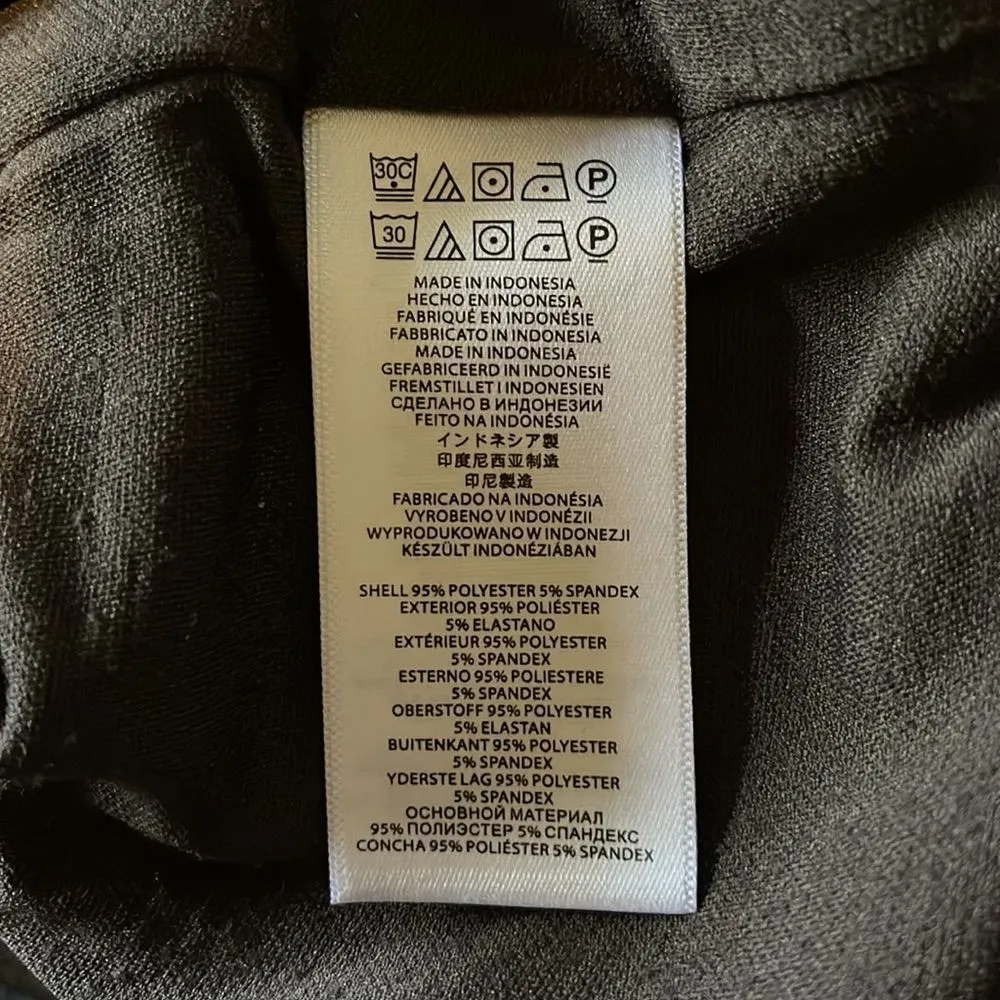 30C P
30 P
MADE IN INDONESIA
HECHO EN INDONESIA
FABRIQUÉ EN INDONÉSIE
FABBRICATO IN INDONESIA
MADE IN INDONESIA
GEFABRICEERD IN INDONESIË
FREMSTILLET I INDONESIEN
СДЕЛАНО В ИНДОНЕЗИИ
FEITO NA INDONÉSIA
インドネシア製
印度尼西亚制造
印尼製造
FABRICADO NA INDONÉSIA
VYROBENO V INDONÉZII
WYPRODUKOWANO W INDONEZJI
KÉSZÜLT INDONÉZIÁBAN
SHELL 95% POLYESTER 5% SPANDEX
EXTERIOR 95% POLIÉSTER
5% ELASTANO
EXTÉRIEUR 95% POLYESTER
5% SPANDEX
ESTERNO 95% POLIESTERE
5% SPANDEX
OBERSTOFF 95% POLYESTER
5% ELASTAN
BUITENKANT 95% POLYESTER
5% SPANDEX
YDERSTE LAG 95% POLYESTER
5% SPANDEX
ОСНОВНОЙ МАТЕРИАЛ
95% ПОЛИЭСТЕР 5% СПАНДЕКС
CONCHA 95% POLIÉSTER 5% SPANDEX